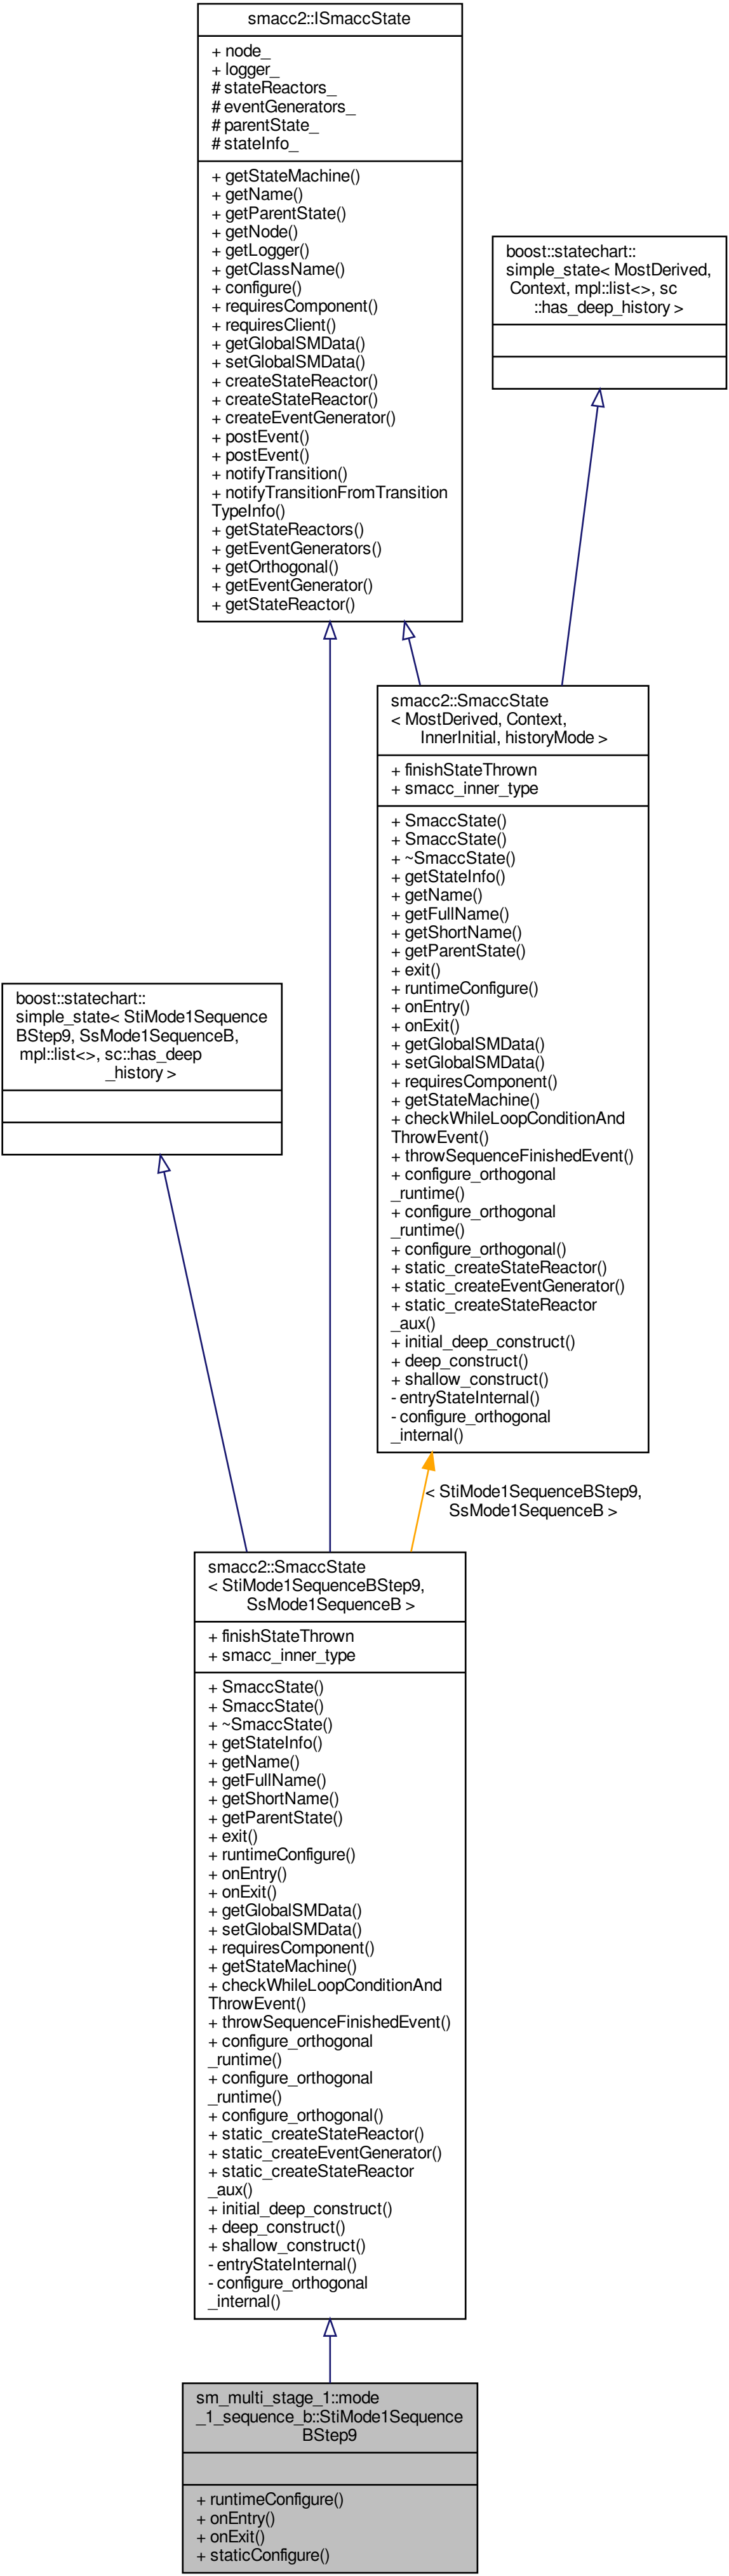 smacc2::ISmaccState
+ node_
+ logger_
# stateReactors_
# eventGenerators_
# parentState_
# stateInfo_
+ getStateMachine()
+ getName()
+ getParentState()
+ getNode()
+ getLogger()
+ getClassName()
+ configure()
+ requiresComponent()
+ requiresClient()
+ getGlobalSMData()
+ setGlobalSMData()
+ createStateReactor()
+ createStateReactor()
+ createEventGenerator()
+ postEvent()
+ postEvent()
+ notifyTransition()
+ notifyTransitionFromTransition
TypeInfo()
+ getStateReactors()
+ getEventGenerators()
+ getOrthogonal()
+ getEventGenerator()
+ getStateReactor()
boost::statechart::
simple_state< MostDerived,
Context, mpl::list<>, sc
::has_deep_history >
smacc2::SmaccState
< MostDerived, Context,
InnerInitial, historyMode >
+ finishStateThrown
+ smacc_inner_type
+ SmaccState()
+ SmaccState()
+ ~SmaccState()
+ getStateInfo()
+ getName()
+ getFullName()
+ getShortName()
+ getParentState()
+ exit()
+ runtimeConfigure()
+ onEntry()
+ onExit()
+ getGlobalSMData()
+ setGlobalSMData()
+ requiresComponent()
+ getStateMachine()
+ checkWhileLoopConditionAnd
ThrowEvent()
+ throwSequenceFinishedEvent()
+ configure_orthogonal
_runtime()
+ configure_orthogonal
_runtime()
+ configure_orthogonal()
+ static_createStateReactor()
+ static_createEventGenerator()
+ static_createStateReactor
_aux()
+ initial_deep_construct()
+ deep_construct()
+ shallow_construct()
- entryStateInternal()
- configure_orthogonal
_internal()
boost::statechart::
simple_state< StiMode1Sequence
BStep9, SsMode1SequenceB,
mpl::list<>, sc::has_deep
_history >
< StiMode1SequenceBStep9,
SsMode1SequenceB >
smacc2::SmaccState
< StiMode1SequenceBStep9,
SsMode1SequenceB >
+ finishStateThrown
+ smacc_inner_type
+ SmaccState()
+ SmaccState()
+ ~SmaccState()
+ getStateInfo()
+ getName()
+ getFullName()
+ getShortName()
+ getParentState()
+ exit()
+ runtimeConfigure()
+ onEntry()
+ onExit()
+ getGlobalSMData()
+ setGlobalSMData()
+ requiresComponent()
+ getStateMachine()
+ checkWhileLoopConditionAnd
ThrowEvent()
+ throwSequenceFinishedEvent()
+ configure_orthogonal
_runtime()
+ configure_orthogonal
_runtime()
+ configure_orthogonal()
+ static_createStateReactor()
+ static_createEventGenerator()
+ static_createStateReactor
_aux()
+ initial_deep_construct()
+ deep_construct()
+ shallow_construct()
- entryStateInternal()
- configure_orthogonal
_internal()
sm_multi_stage_1::mode
_1_sequence_b::StiMode1Sequence
BStep9
+ runtimeConfigure()
+ onEntry()
+ onExit()
+ staticConfigure()